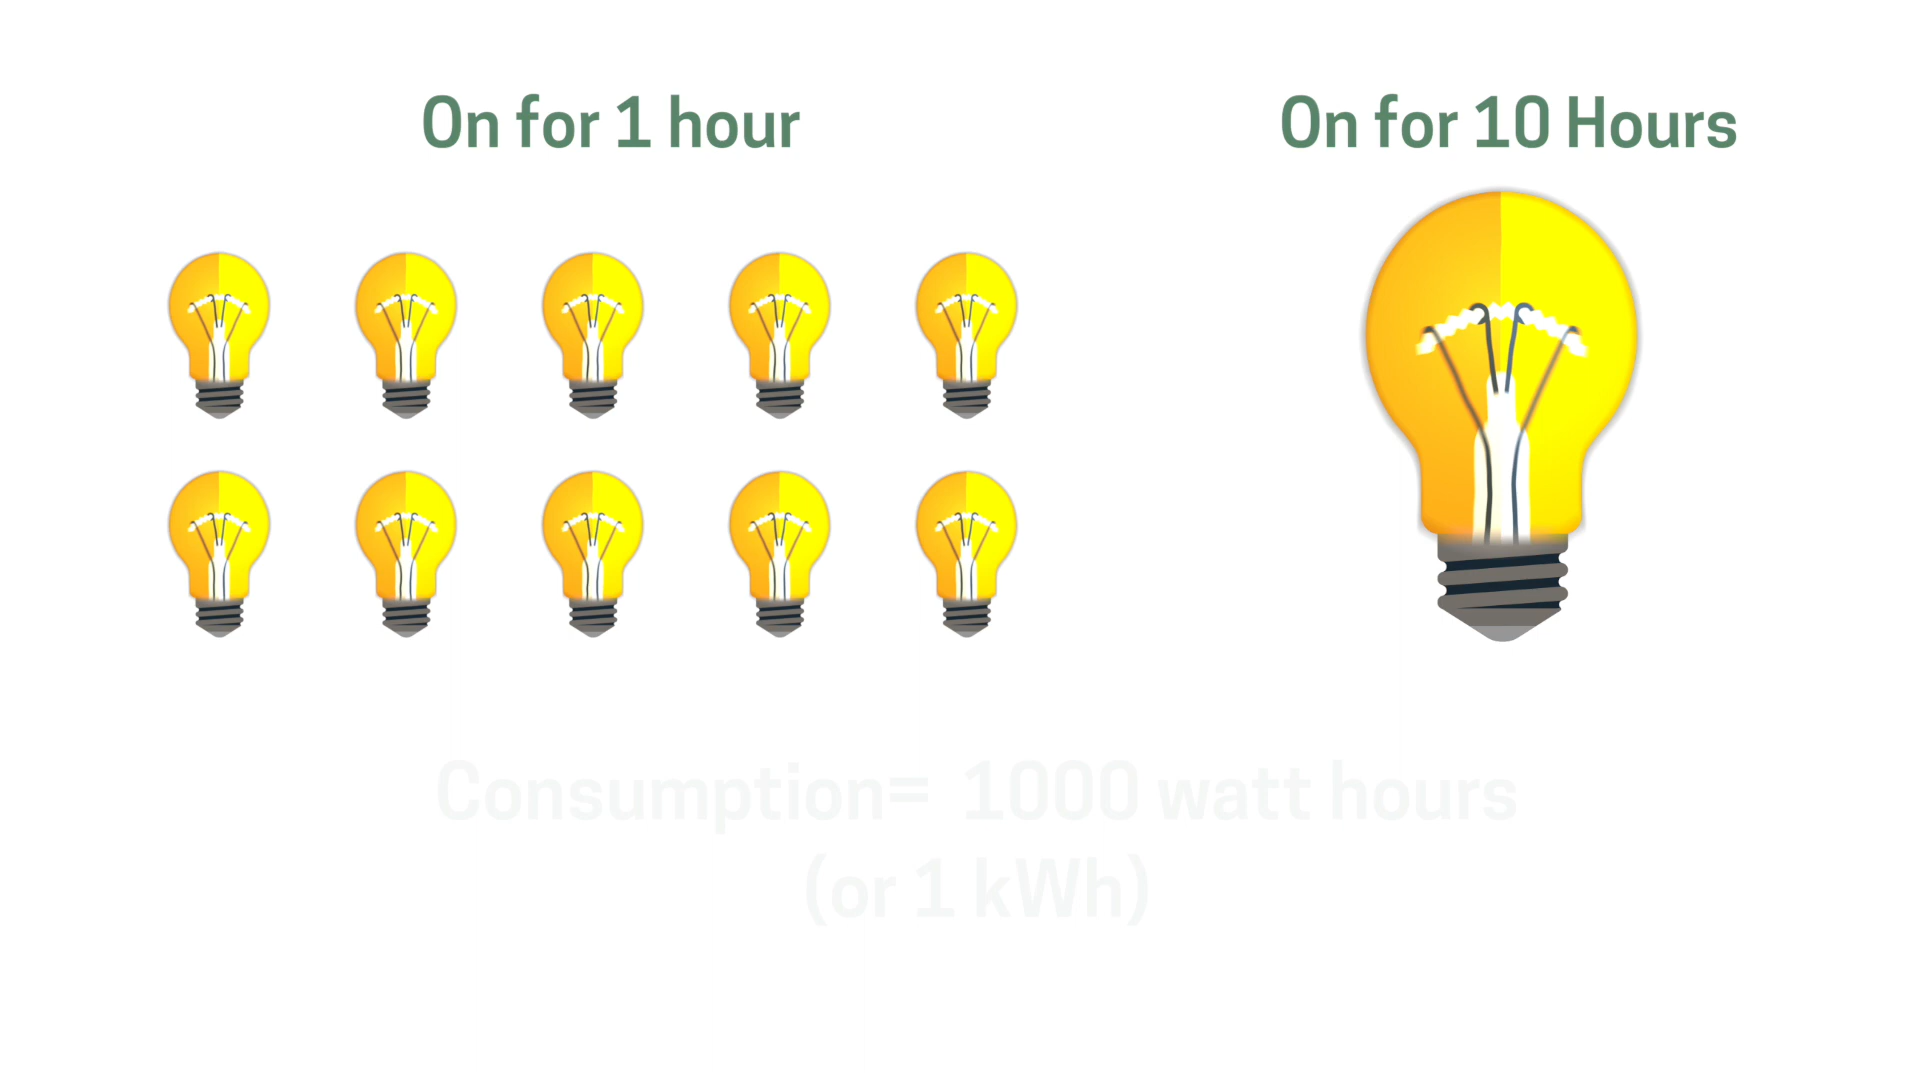 On for 1 hour
On for 10 Hours
Consumption= 1000 watt hours
(or 1 kWh)